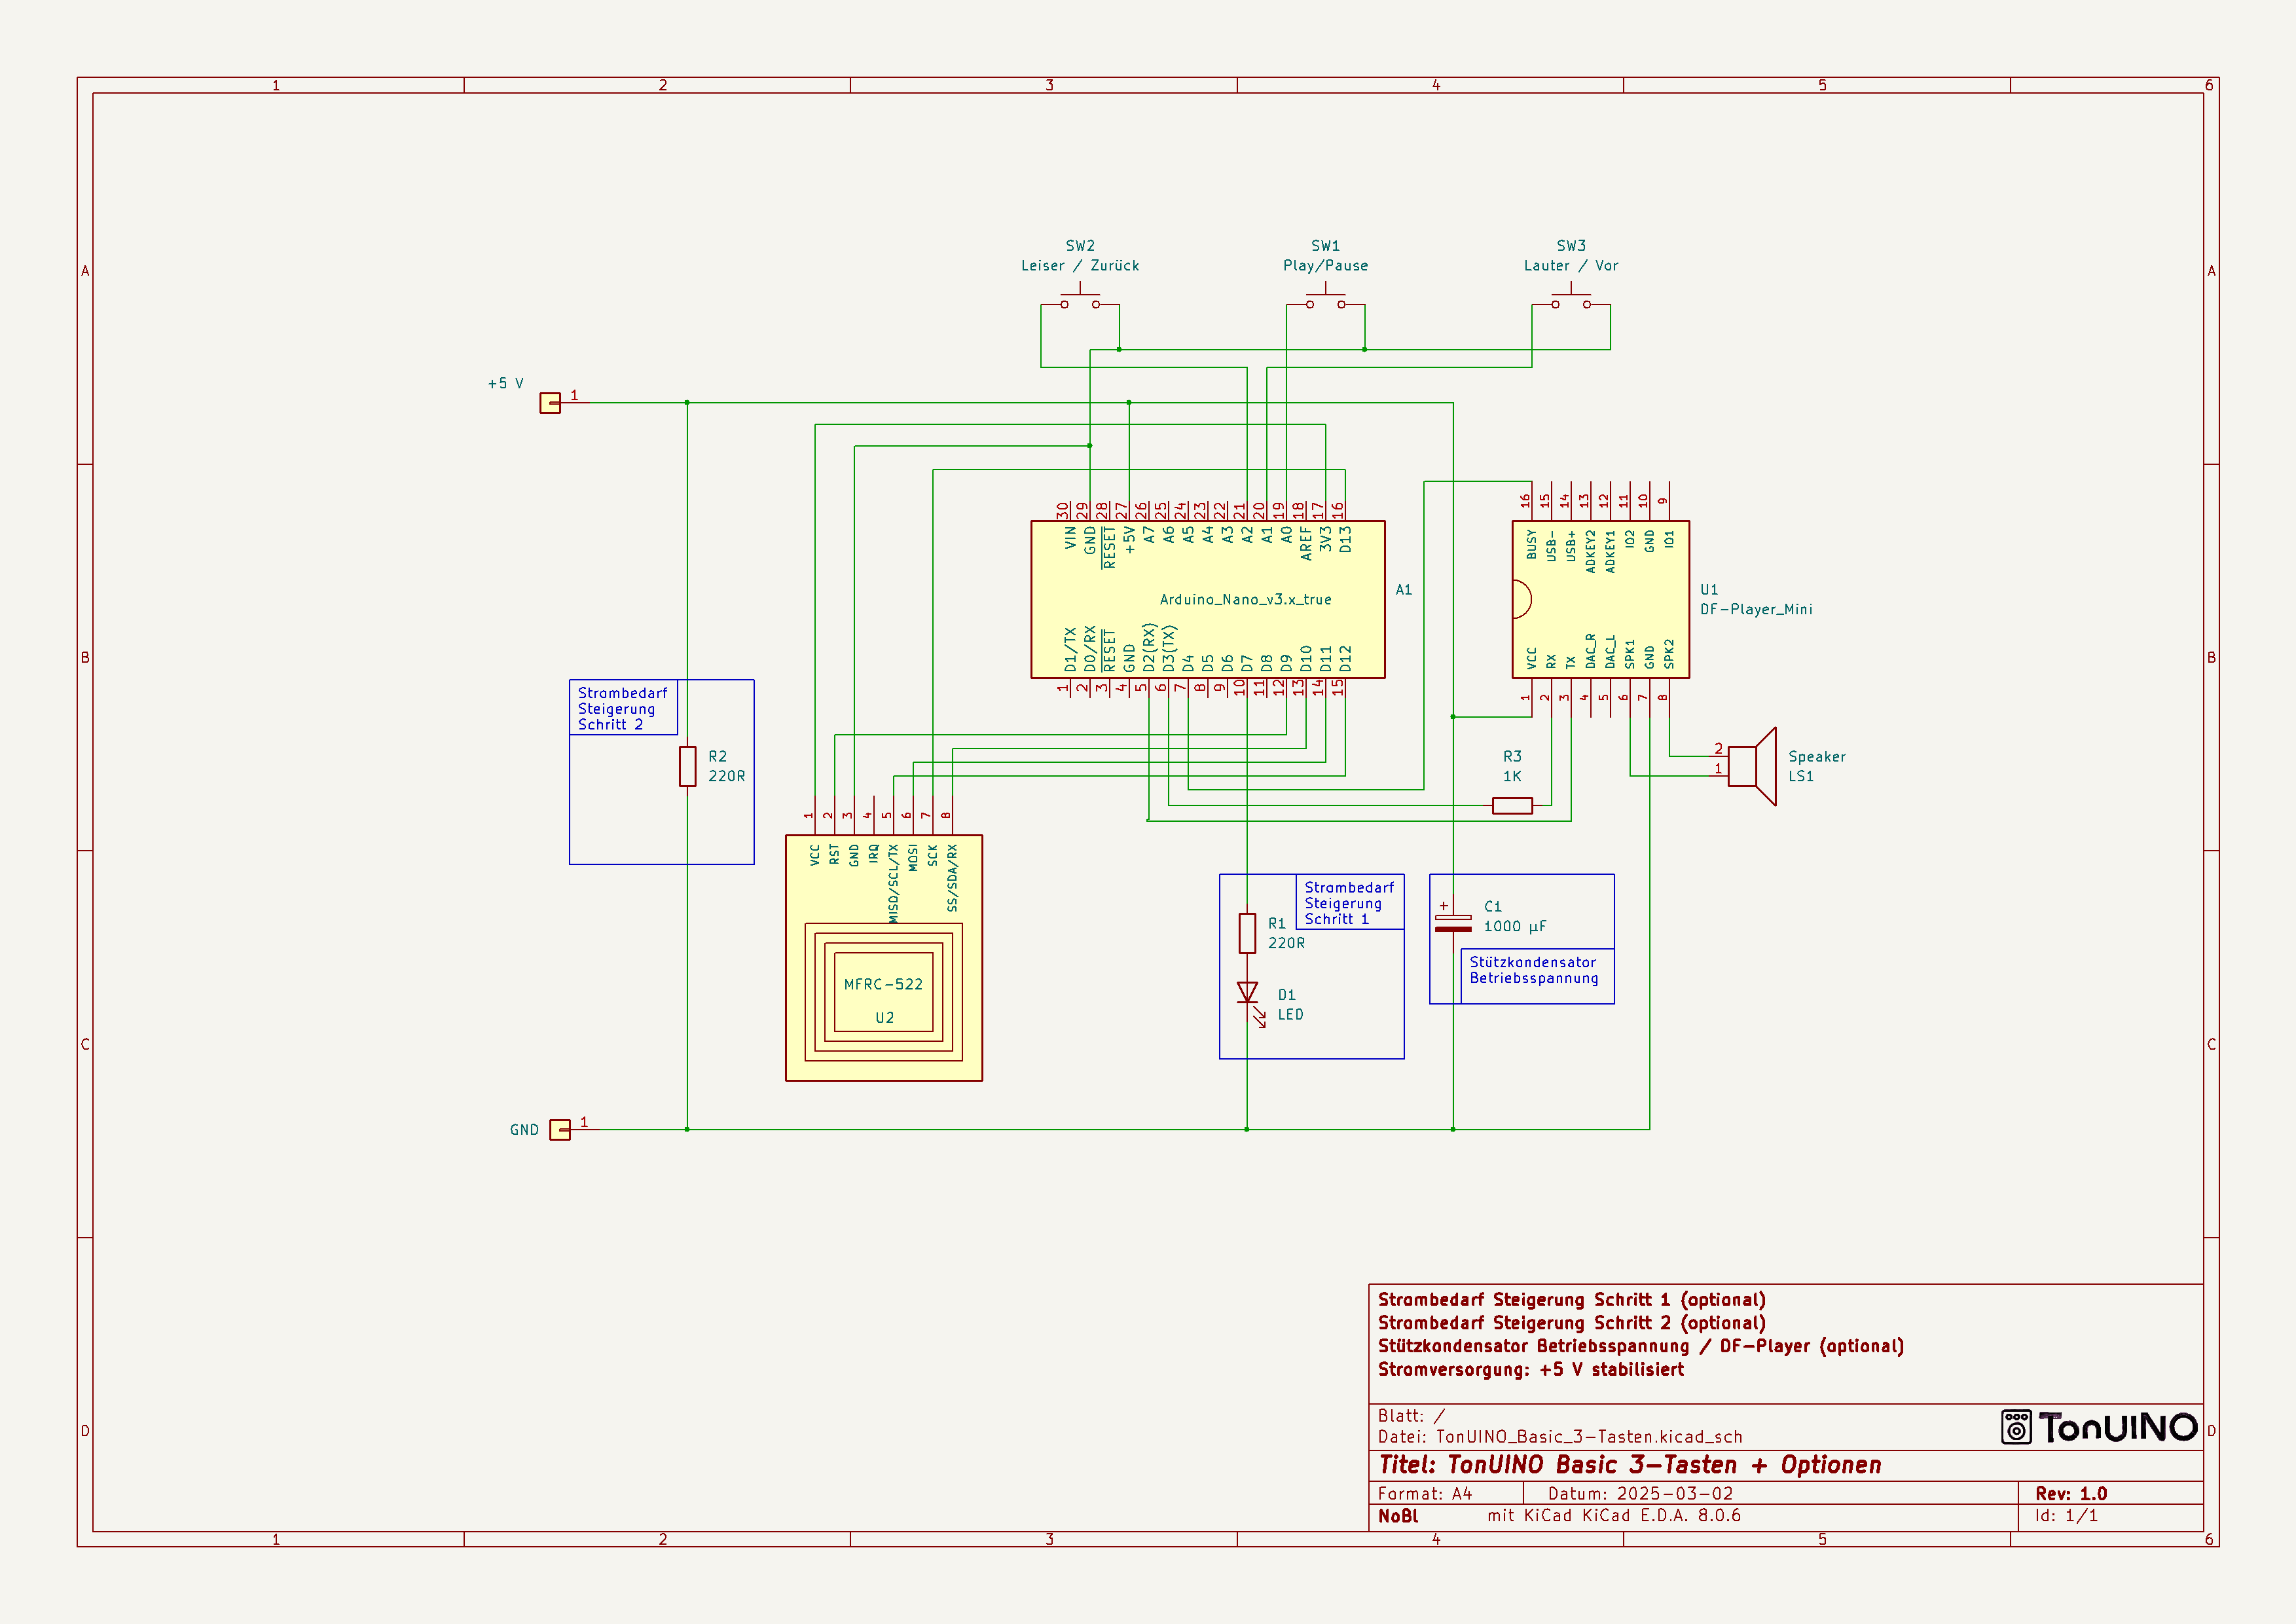 1 2 3 4 5 6
A
A
SW2
Leiser / Zurück
SW1
Play/Pause
SW3
Lauter / Vor
+5 V
1
30 29 28 27 26 25 24 23 22 21 20 19 18 17 16
VIN GND RESET +5V A7 A6 A5 A4 A3 A2 A1 A0 AREF 3V3 D13
Arduino_Nano_v3.x_true
A1
D1/TX D0/RX RESET GND D2(RX) D3(TX) D4 D5 D6 D7 D8 D9 D10 D11 D12
1 2 3 4 5 6 7 8 9 10 11 12 13 14 15
16 15 14 13 12 11 10 9
BUSY USB- USB+ ADKEY2 ADKEY1 IO2 GND IO1
U1
DF-Player_Mini
VCC RX TX DAC_R DAC_L SPK1 GND SPK2
1 2 3 4 5 6 7 8
B
B
Strombedarf
Steigerung
Schritt 2
R2
220R
R3
1K
2
1
Speaker
LS1
1 2 3 4 5 6 7 8
VCC RST GND IRQ MISO/SCL/TX MOSI SCK SS/SDA/RX
MFRC-522
U2
Strombedarf
Steigerung
Schritt 1
R1
220R
D1
LED
+
C1
1000 µF
Stützkondensator
Betriebsspannung
C
C
GND
1
Strombedarf Steigerung Schritt 1 (optional)
Strombedarf Steigerung Schritt 2 (optional)
Stützkondensator Betriebsspannung / DF-Player (optional)
Stromversorgung: +5 V stabilisiert
D
D
Blatt: /
Datei: TonUINO_Basic_3-Tasten.kicad_sch
TonUINO
Titel: TonUINO Basic 3-Tasten + Optionen
Format: A4
Datum: 2025-03-02
Rev: 1.0
NoBl
mit KiCad KiCad E.D.A. 8.0.6
Id: 1/1
1 2 3 4 5 6